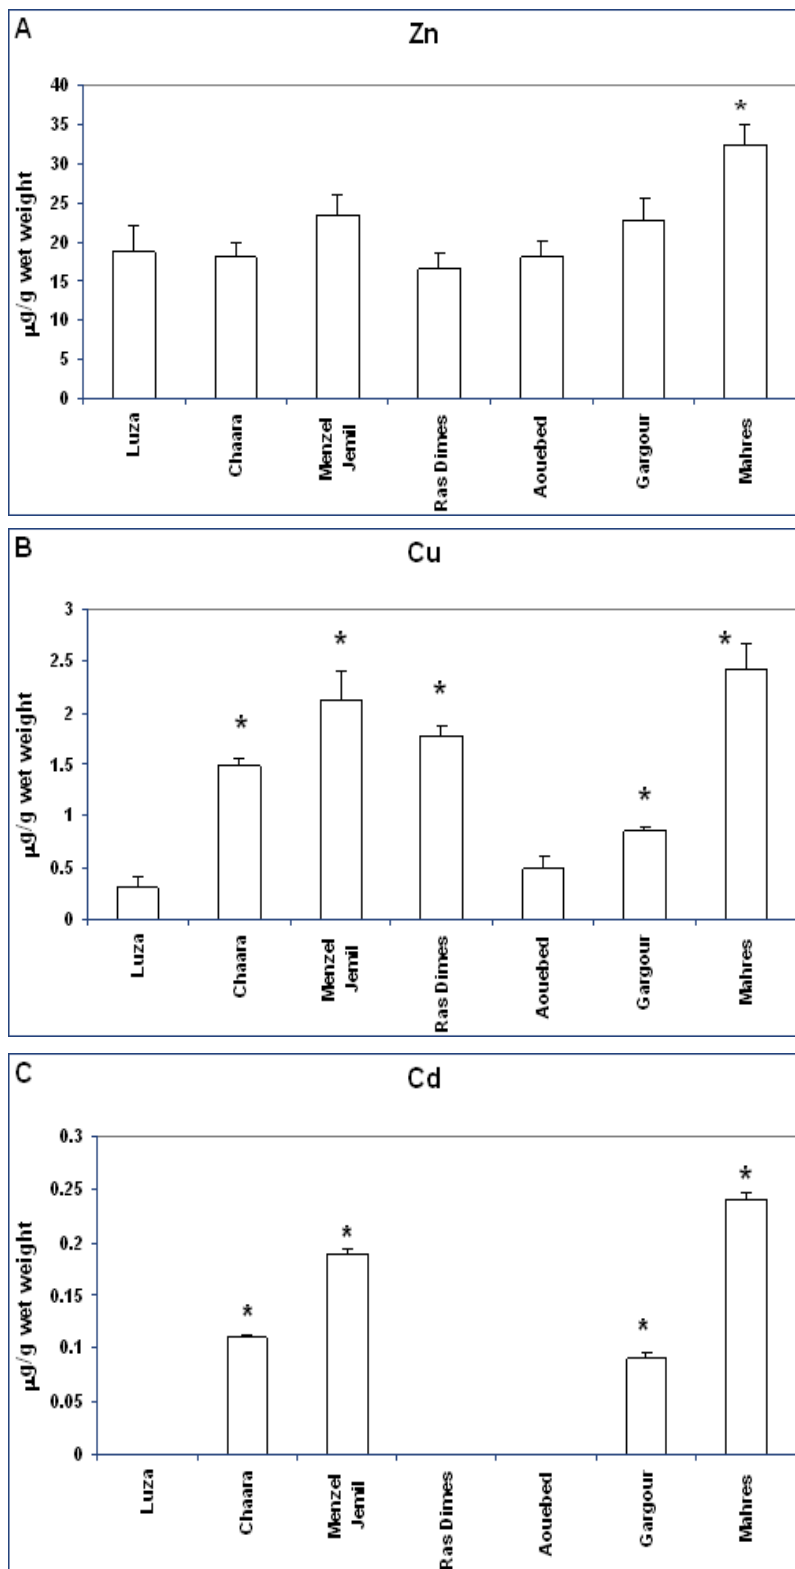 A
Zn
µg/g wet weight
40
35
30
25
20
15
10
5
0
*
Luza
Chaara
Menzel
Jemil
Ras Dimes
Aouebed
Gargour
Mahres
B
Cu
µg/g wet weight
3
2.5
2
1.5
1
0.5
0
*
*
*
*
*
Luza
Chaara
Menzel
Jemil
Ras Dimes
Aouebed
Gargour
Mahres
C
Cd
µg/g wet weight
0.3
0.25
0.2
0.15
0.1
0.05
0
*
*
*
*
Luza
Chaara
Menzel
Jemil
Ras Dimes
Aouebed
Gargour
Mahres